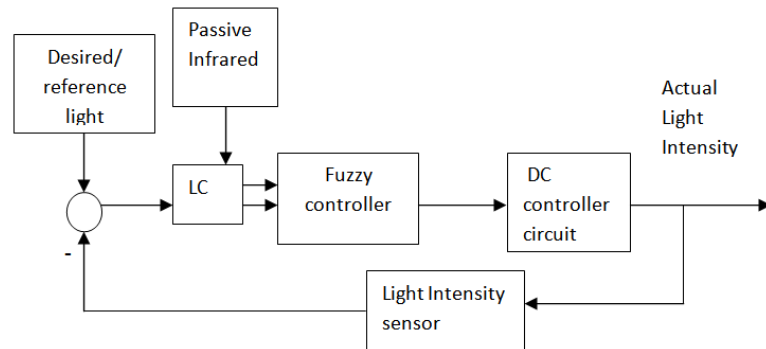 Passive
Infrared
Desired/
reference
light
Actual
Light
Intensity
LC
Fuzzy
controller
DC
controller
circuit
-
Light Intensity
sensor